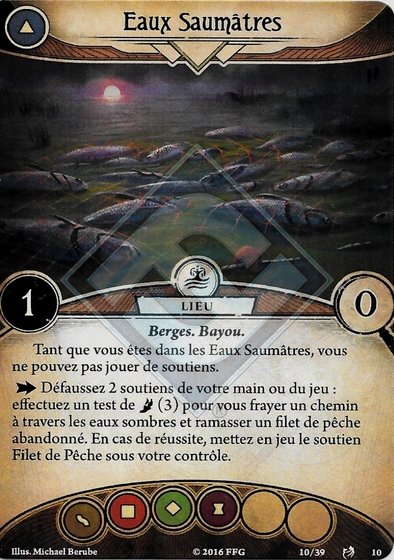 Eaux Saumâtres
1
LIEU
0
Berges. Bayou.
Tant que vous êtes dans les Eaux Saumâtres, vous
ne pouvez pas jouer de soutiens.
Défaussez 2 soutiens de votre main ou du jeu :
effectuez un test de (3) pour vous frayer un chemin
à travers les eaux sombres et ramasser un filet de pêche
abandonné. En cas de réussite, mettez en jeu le soutien
Filet de Pêche sous votre contrôle.
Illus. Michael Berube
© 2016 FFG
10/39
10